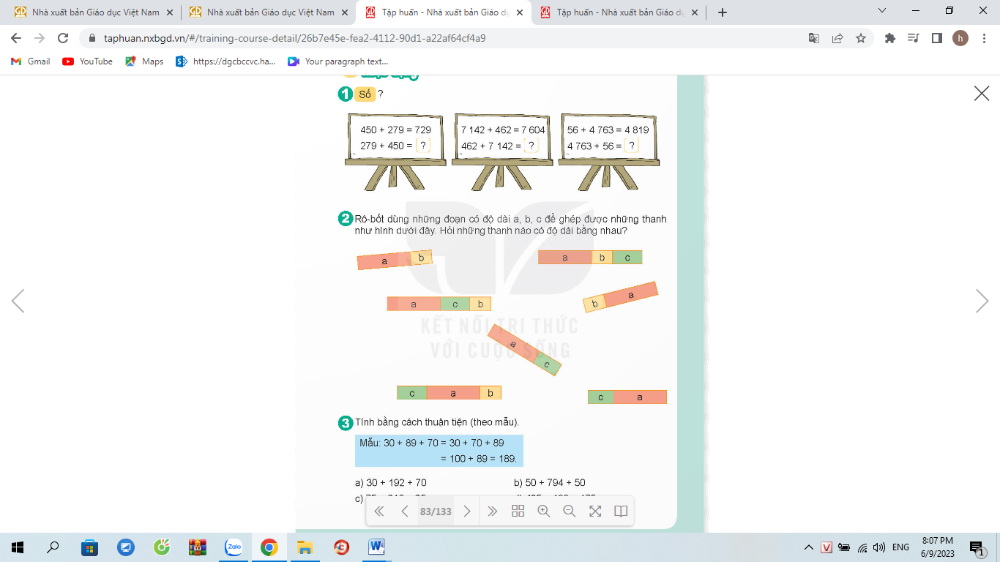 Nhà xuất bản Giáo dục Việt Nam
Nhà xuất bản Giáo dục Việt Nam
Tập huấn - Nhà xuất bản Giáo dụ
Tập huấn - Nhà xuất bản Giáo dụ
taphuan.nxbgd.vn/#/training-course-detail/26b7e45e-fea2-4112-90d1-a22af64cf4a9
h
Gmail
YouTube
Maps
https://dgcbccvc.ha...
Your paragraph text...
1 Số ?
450 + 279 = 729
279 + 450 = ?
7 142 + 462 = 7 604
462 + 7 142 = ?
56 + 4 763 = 4 819
4 763 + 56 = ?
2 Rô-bốt dùng những đoạn có độ dài a, b, c để ghép được những thanh
như hình dưới đây. Hỏi những thanh nào có độ dài bằng nhau?
a b
a b c
a c b
b a
KẾT NỐI TRI THỨC
VỚI CUỘC SỐNG
a c
c a b
c a
3 Tính bằng cách thuận tiện (theo mẫu).
Mẫu: 30 + 89 + 70 = 30 + 70 + 89
= 100 + 89 = 189.
a) 30 + 192 + 70
b) 50 + 794 + 50
c)
83/133
Zalo
ENG
8:07 PM
6/9/2023
1